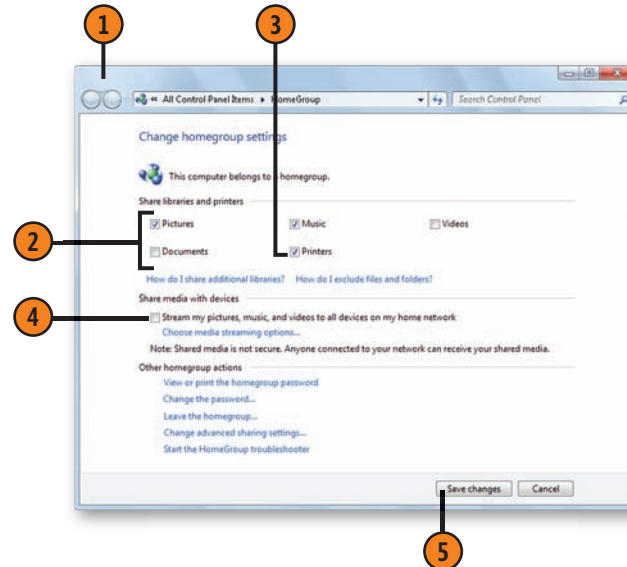 1 3
« All Control Panel Items ▸ HomeGroup Search Control Panel
Change homegroup settings
This computer belongs to a homegroup.
Share libraries and printers
2
Pictures Music Videos
Documents Printers
How do I share additional libraries? How do I exclude files and folders?
Share media with devices
4
Stream my pictures, music, and videos to all devices on my home network
Choose media streaming options...
Note: Shared media is not secure. Anyone connected to your network can receive your shared media.
Other homegroup actions
View or print the homegroup password
Change the password...
Leave the homegroup...
Change advanced sharing settings...
Start the HomeGroup troubleshooter
Save changes Cancel
5